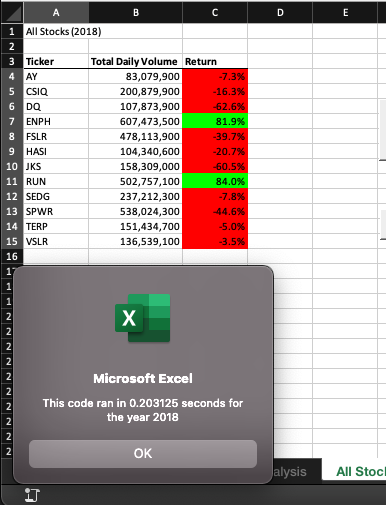 A B C D E
1 All Stocks (2018)
2
3 Ticker Total Daily Volume Return
4 AY 83,079,900 -7.3%
5 CSIQ 200,879,900 -16.3%
6 DQ 107,873,900 -62.6%
7 ENPH 607,473,500 81.9%
8 FSLR 478,113,900 -39.7%
9 HASI 104,340,600 -20.7%
10 JKS 158,309,000 -60.5%
11 RUN 502,757,100 84.0%
12 SEDG 237,212,300 -7.8%
13 SPWR 538,024,300 -44.6%
14 TERP 151,434,700 -5.0%
15 VSLR 136,539,100 -3.5%
16
X
Microsoft Excel
This code ran in 0.203125 seconds for
the year 2018
OK
alysis All Stoc